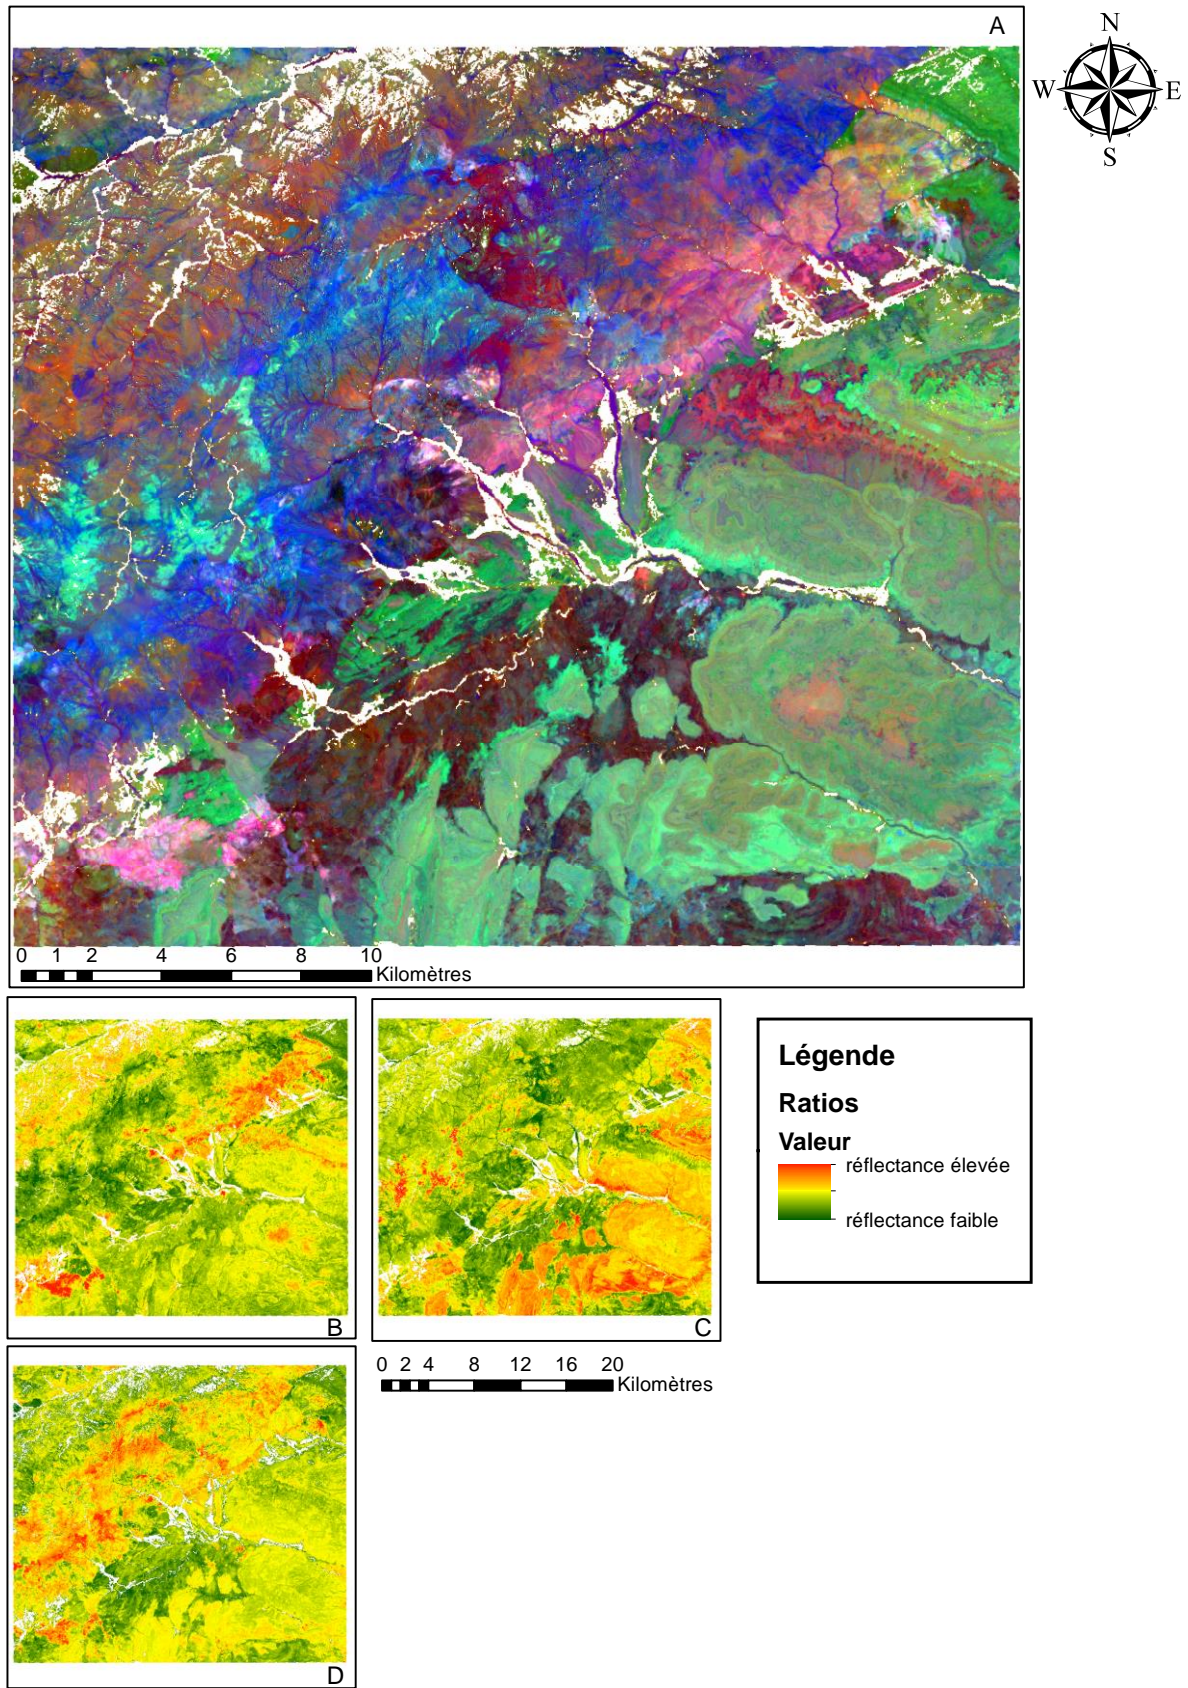 A
N
W E
S
0 1 2 4 6 8 10
Kilomètres
B
C
Légende
Ratios
Valeur
réflectance élevée
réflectance faible
0 2 4 8 12 16 20
Kilomètres
D